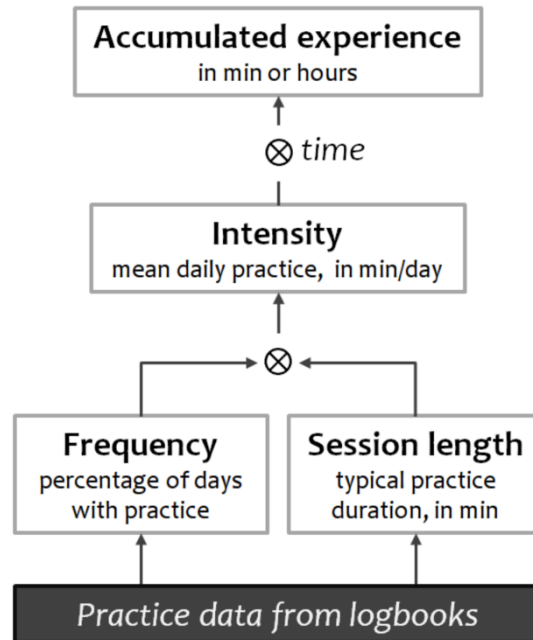 Accumulated experience
in min or hours
⊗ time
Intensity
mean daily practice, in min/day
⊗
Frequency
percentage of days
with practice
Session length
typical practice
duration, in min
Practice data from logbooks